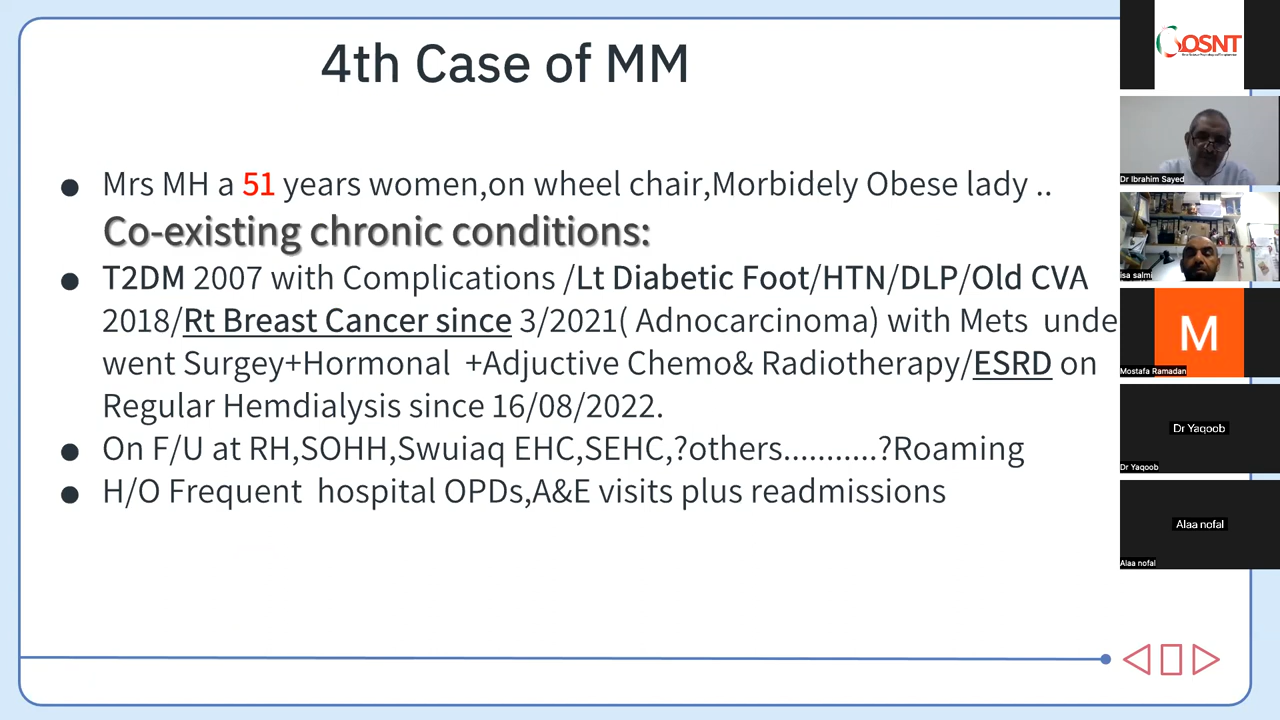 4th Case of MM
Mrs MH a 51 years women,on wheel chair,Morbidely Obese lady ..
Co-existing chronic conditions:
T2DM 2007 with Complications /Lt Diabetic Foot/HTN/DLP/Old CVA
2018/Rt Breast Cancer since 3/2021( Adnocarcinoma) with Mets unde
went Surgey+Hormonal +Adjuctive Chemo& Radiotherapy/ESRD on
Regular Hemdialysis since 16/08/2022.
On F/U at RH,SOHH,Swuiaq EHC,SEHC,?others...........?Roaming
H/O Frequent hospital OPDs,A&E visits plus readmissions
OSNT
Dr Ibrahim Sayed
isa salmi
M
Mostafa Ramadan
Dr Yaqoob
Dr Yaqoob
Alaa nofal
Alaa nofal